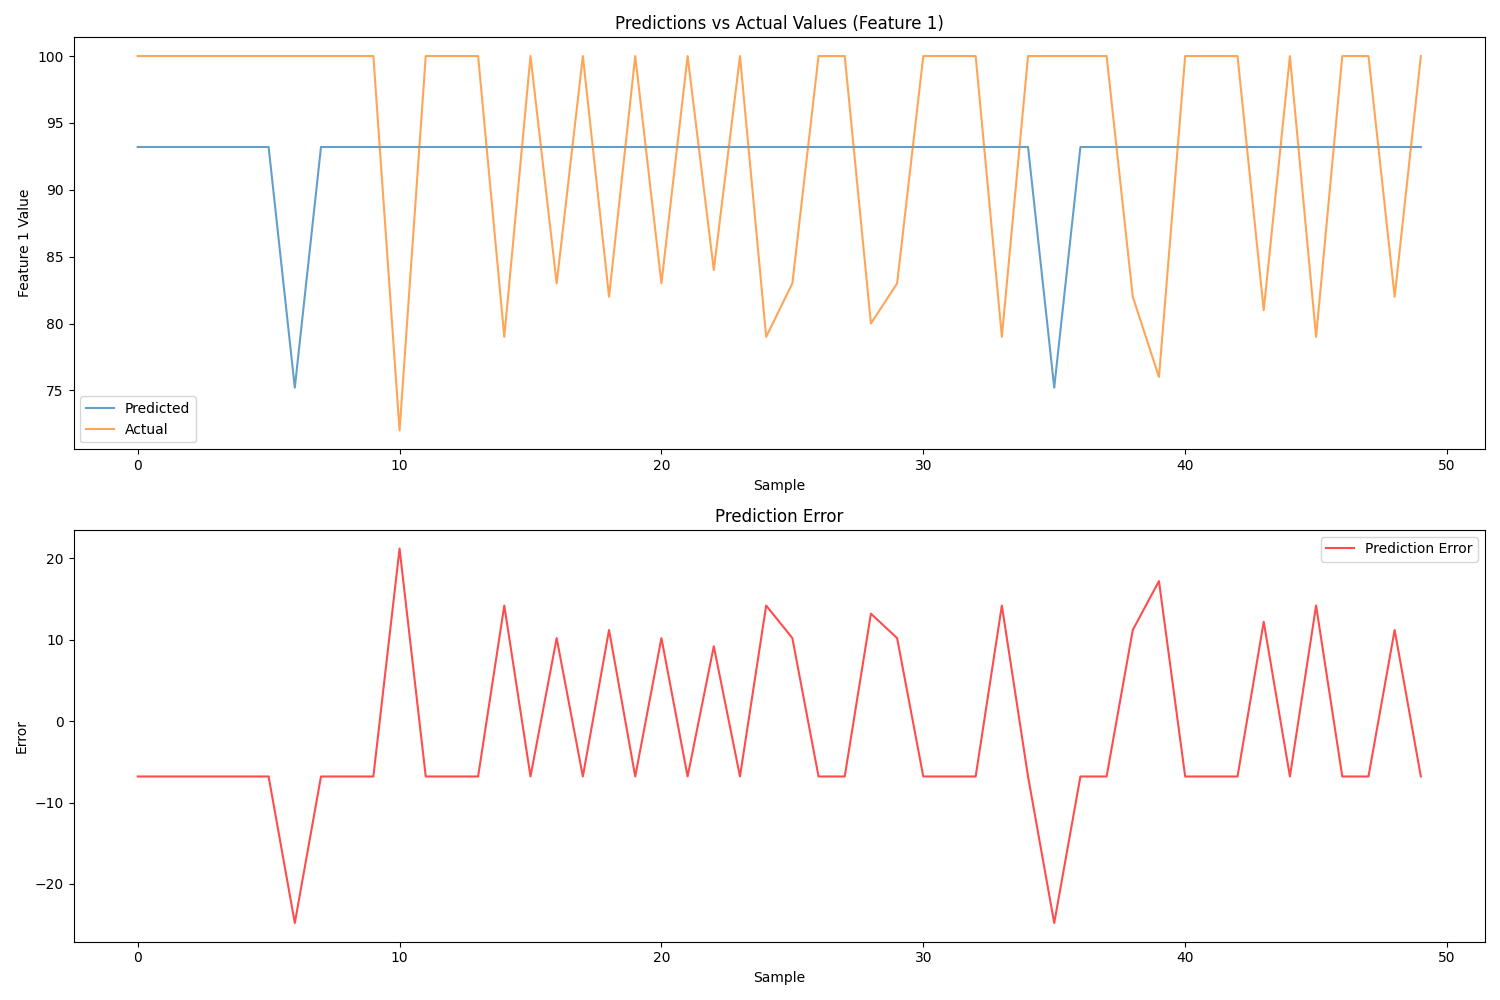 Predictions vs Actual Values (Feature 1)
Feature 1 Value
100
95
90
85
80
75
Predicted
Actual
0 10 20 30 40 50
Sample
Prediction Error
Error
20
10
0
−10
−20
Prediction Error
0 10 20 30 40 50
Sample